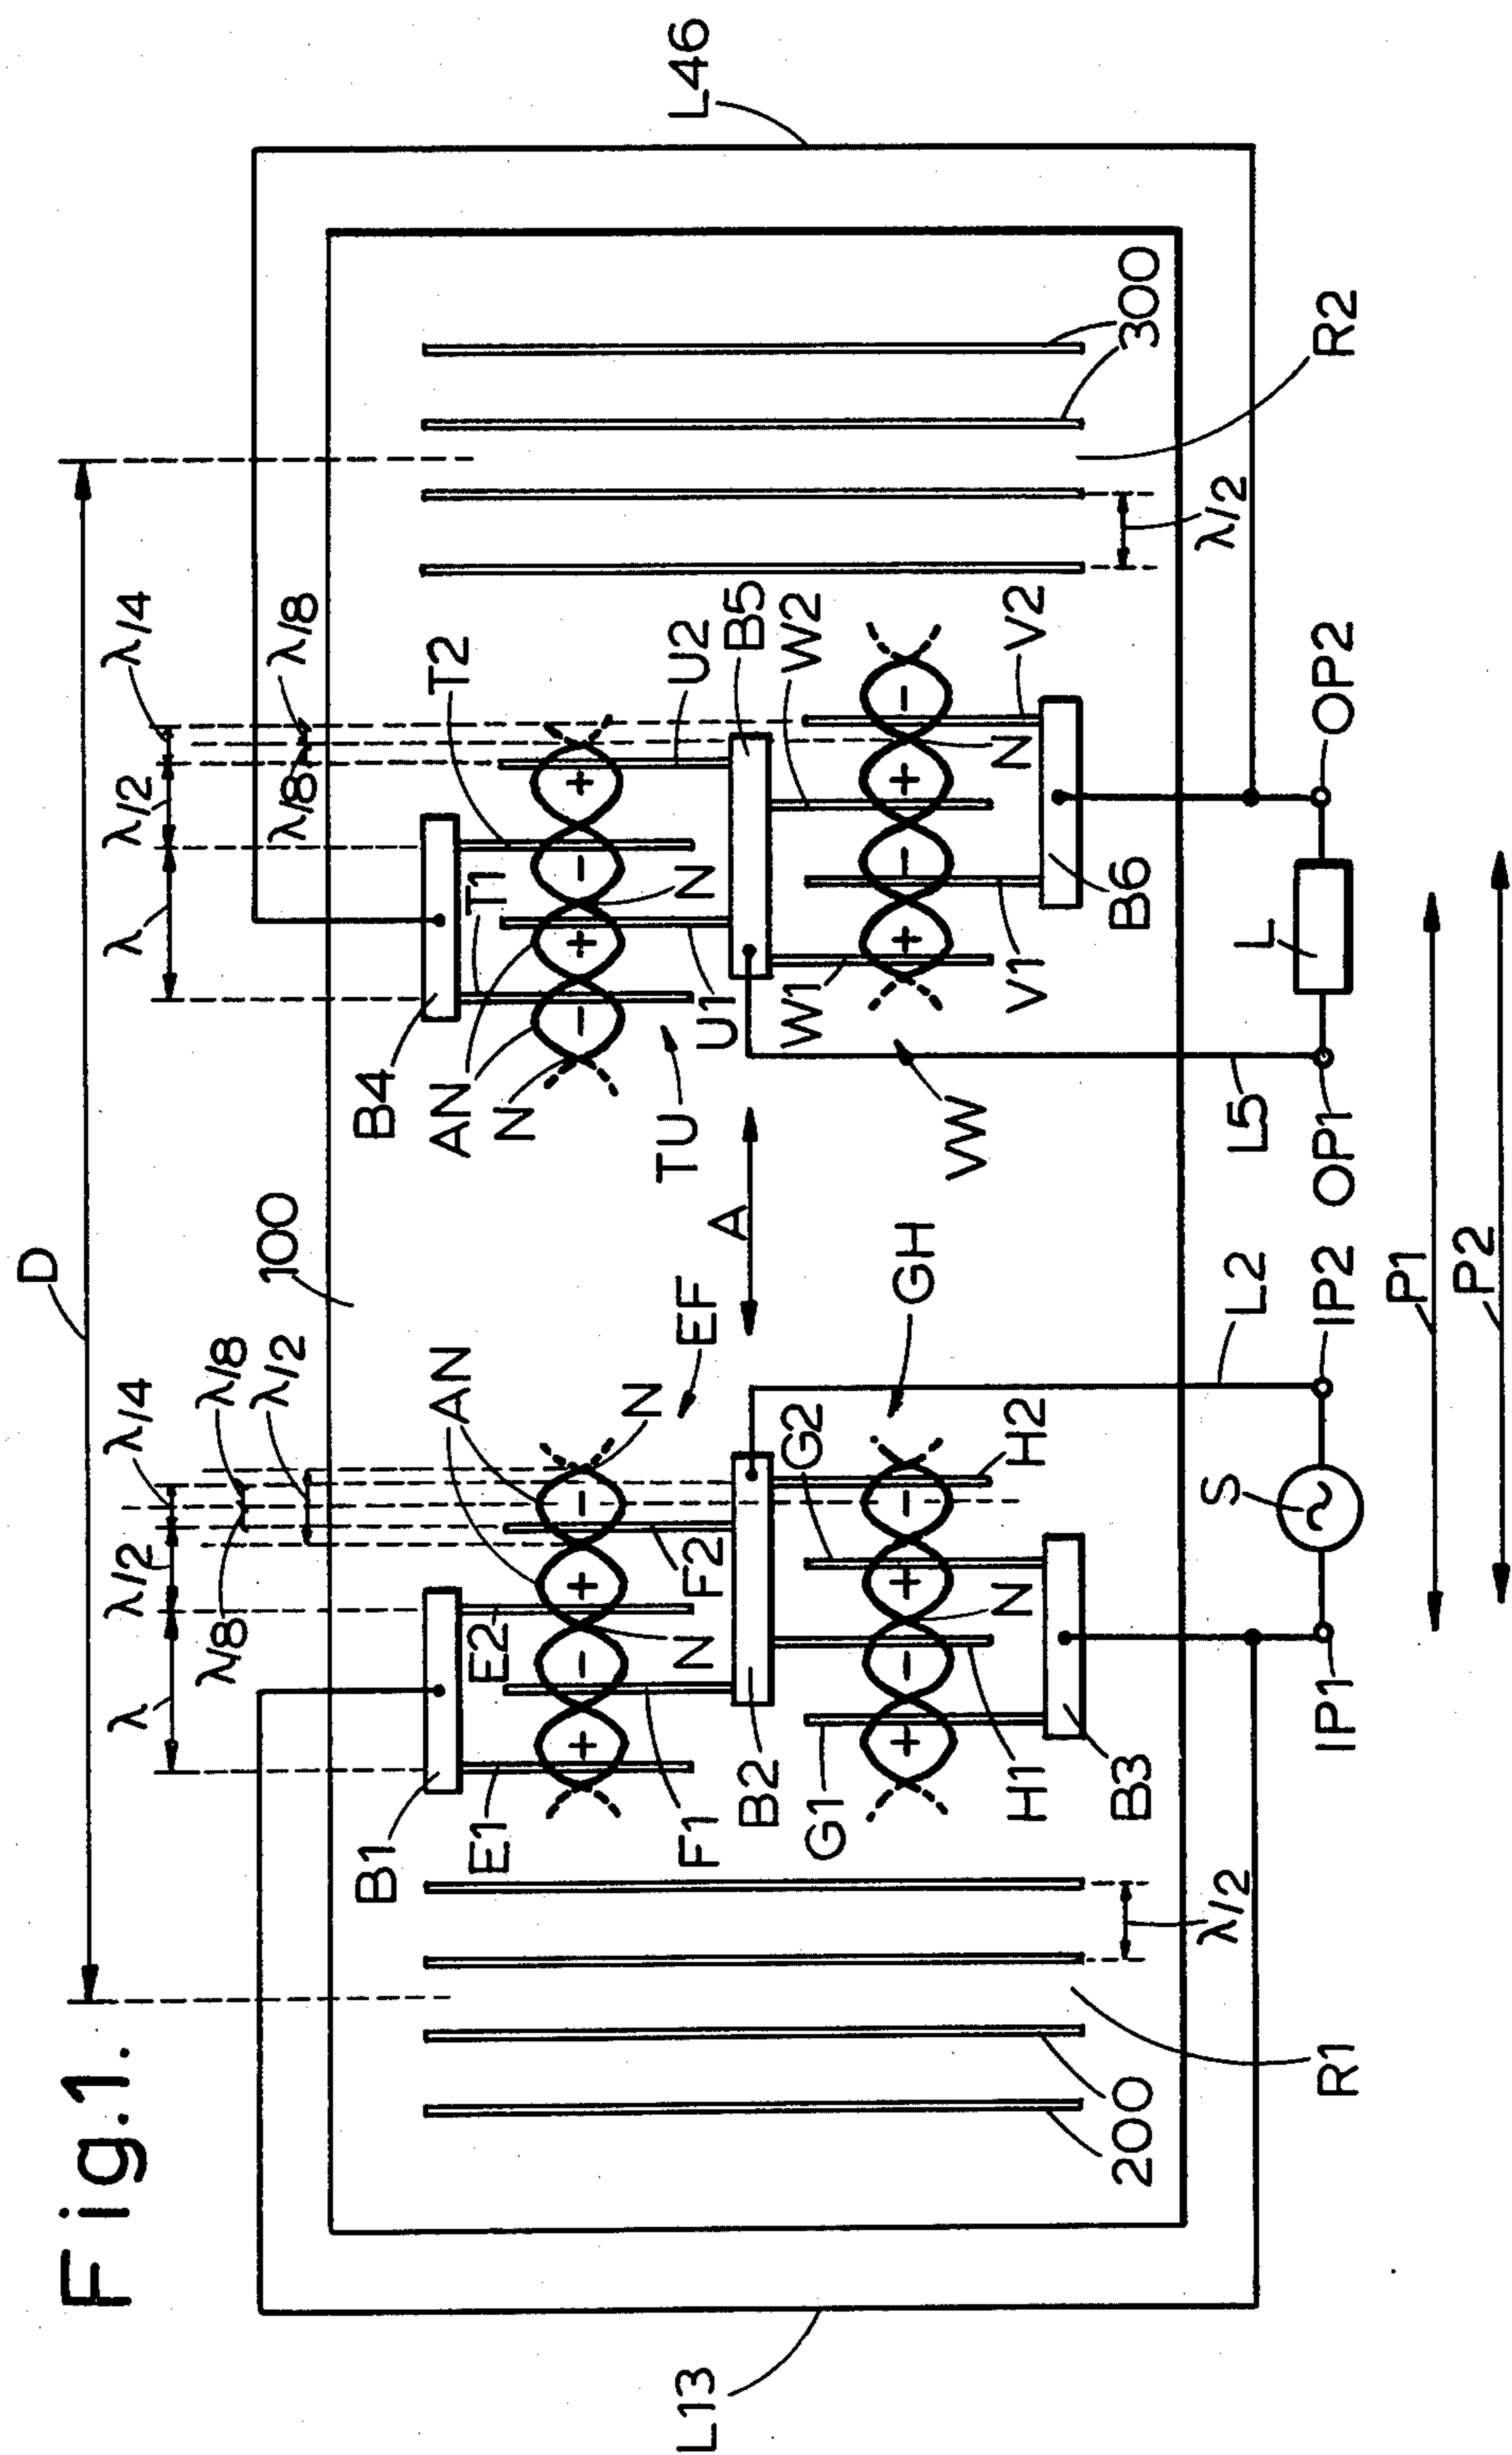 Fig.1.
D
λ
λ/2
λ/4
λ/8
λ/8
λ/2
λ
λ/2
λ/4
λ/8
λ/8
100
L13
L46
B1
AN
B4
T2
E1
E2
N
AN
T1
N
EF
F1
N
F2
TU
U1
N
U2
A
B2
B5
G1
G2
W1
W2
+
-
+
-
-
+
-
+
+
-
+
-
+
-
+
-
GH
VW
H1
N
H2
V1
N
V2
200
B3
B6
300
λ/2
λ/2
S
L2
L5
L
R1
IP1
IP2
OP1
OP2
R2
P1
P2